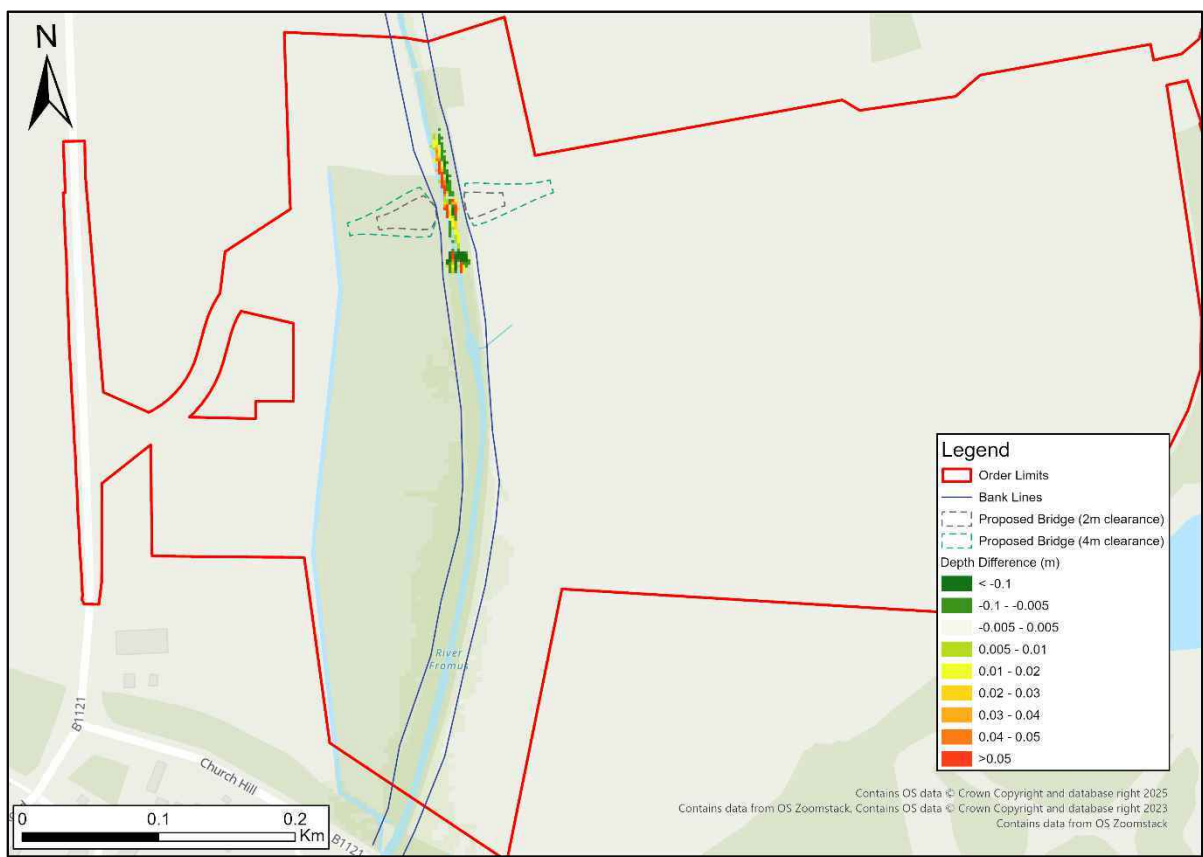 N
River
Fromus
B1121
Church Hill
B1121
0
0.1
0.2
Km
Legend
Order Limits
Bank Lines
Proposed Bridge (2m clearance)
Proposed Bridge (4m clearance)
Depth Difference (m)
< -0.1
-0.1 - -0.005
-0.005 - 0.005
0.005 - 0.01
0.01 - 0.02
0.02 - 0.03
0.03 - 0.04
0.04 - 0.05
>0.05
Contains OS data © Crown Copyright and database right 2025
Contains data from OS Zoomstack, Contains OS data © Crown Copyright and database right 2023
Contains data from OS Zoomstack